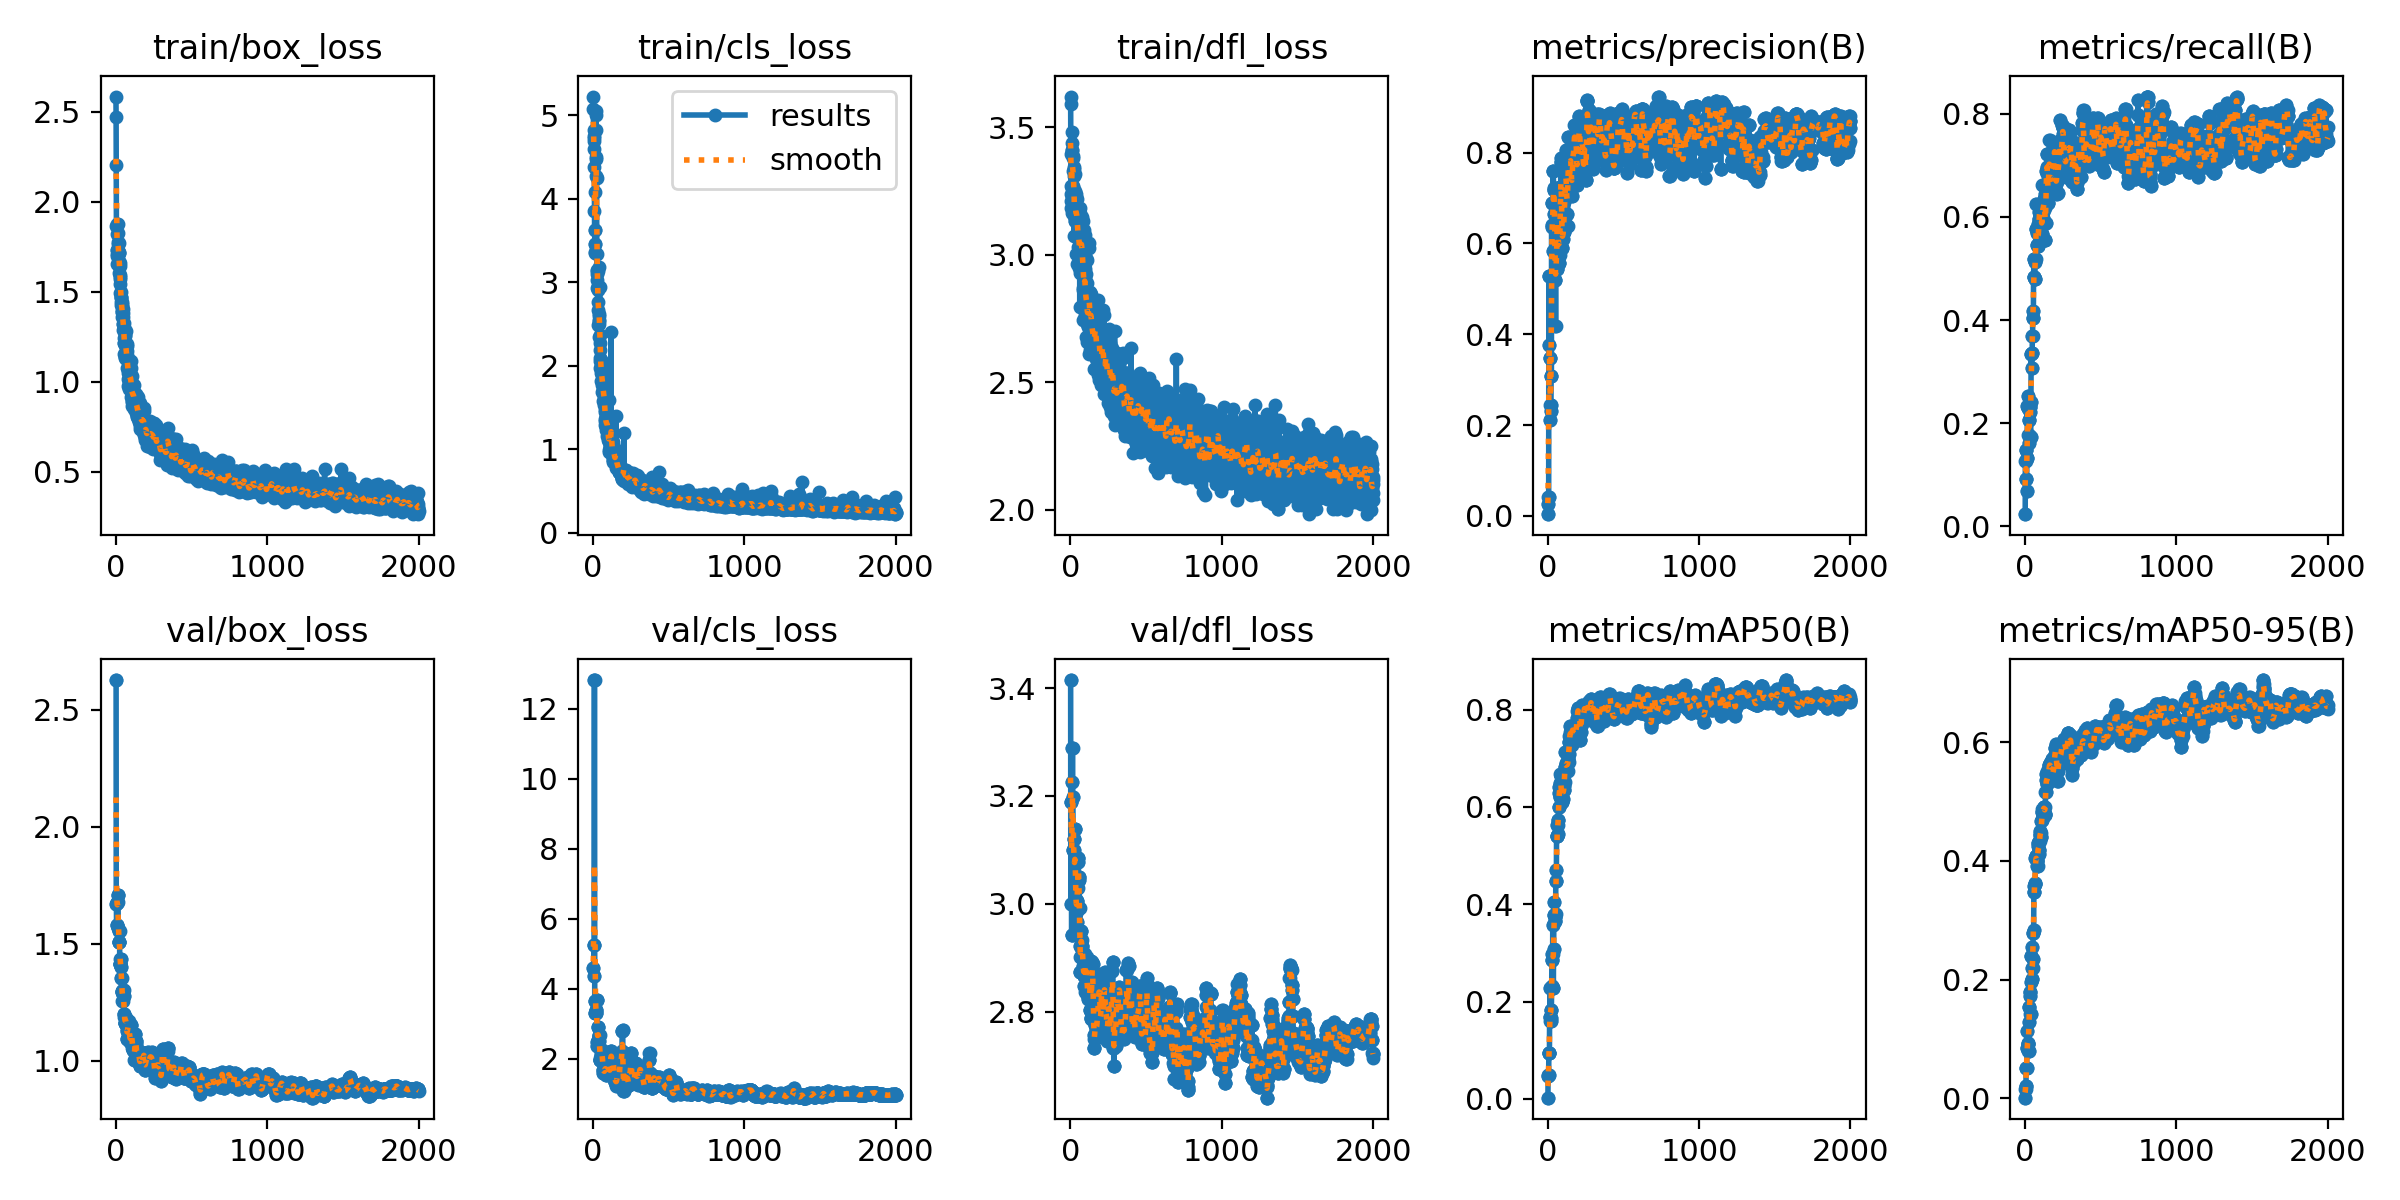 train/box_loss
2.5
2.0
1.5
1.0
0.5
0 1000 2000
train/cls_loss
results
smooth
5
4
3
2
1
0
0 1000 2000
train/dfl_loss
3.5
3.0
2.5
2.0
0 1000 2000
metrics/precision(B)
0.8
0.6
0.4
0.2
0.0
0 1000 2000
metrics/recall(B)
0.8
0.6
0.4
0.2
0.0
0 1000 2000
val/box_loss
2.5
2.0
1.5
1.0
0 1000 2000
val/cls_loss
12
10
8
6
4
2
0 1000 2000
val/dfl_loss
3.4
3.2
3.0
2.8
0 1000 2000
metrics/mAP50(B)
0.8
0.6
0.4
0.2
0.0
0 1000 2000
metrics/mAP50-95(B)
0.6
0.4
0.2
0.0
0 1000 2000